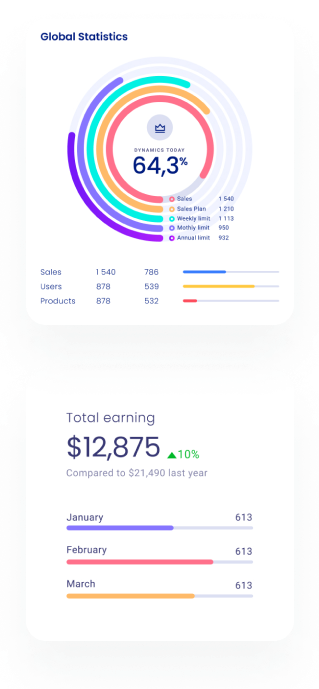 Global Statistics
DYNAMICS TODAY
64,3%
Sales 1 540
Sales Plan 1 210
Weekly limit 1 113
Mothly limit 950
Annual limit 932
Sales 1 540 786
Users 878 539
Products 878 532
Total earning
$12,875 ▲10%
Compared to $21,490 last year
January 613
February 613
March 613